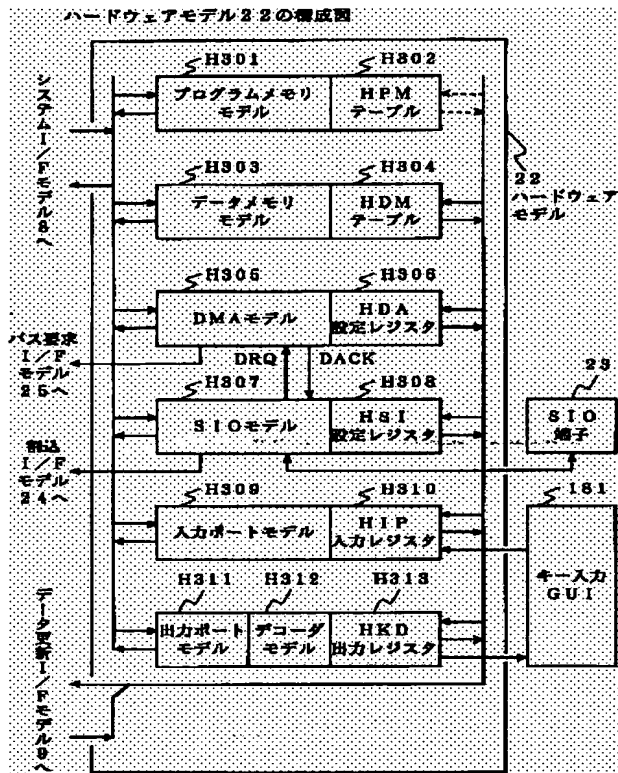 ハードウェアモデル22の構成図
H301
H302
プログラムメモリ
モデル
HPM
テーブル
システムI/Fモデル8へ
22
ハードウェア
モデル
H303
H304
データメモリ
モデル
HDM
テーブル
H305
H306
DMAモデル
HDA
設定レジスタ
バス要求
I/F
モデル
25へ
DRQ
DACK
H307
H308
23
SIOモデル
HSI
設定レジスタ
SIO
端子
割込
I/F
モデル
24へ
H309
H310
161
入力ポートモデル
HIP
入力レジスタ
キー入力
GUI
H311
H312
H313
出力ポート
モデル
デコーダ
モデル
HKD
出力レジスタ
データ更新I/Fモデル9へ